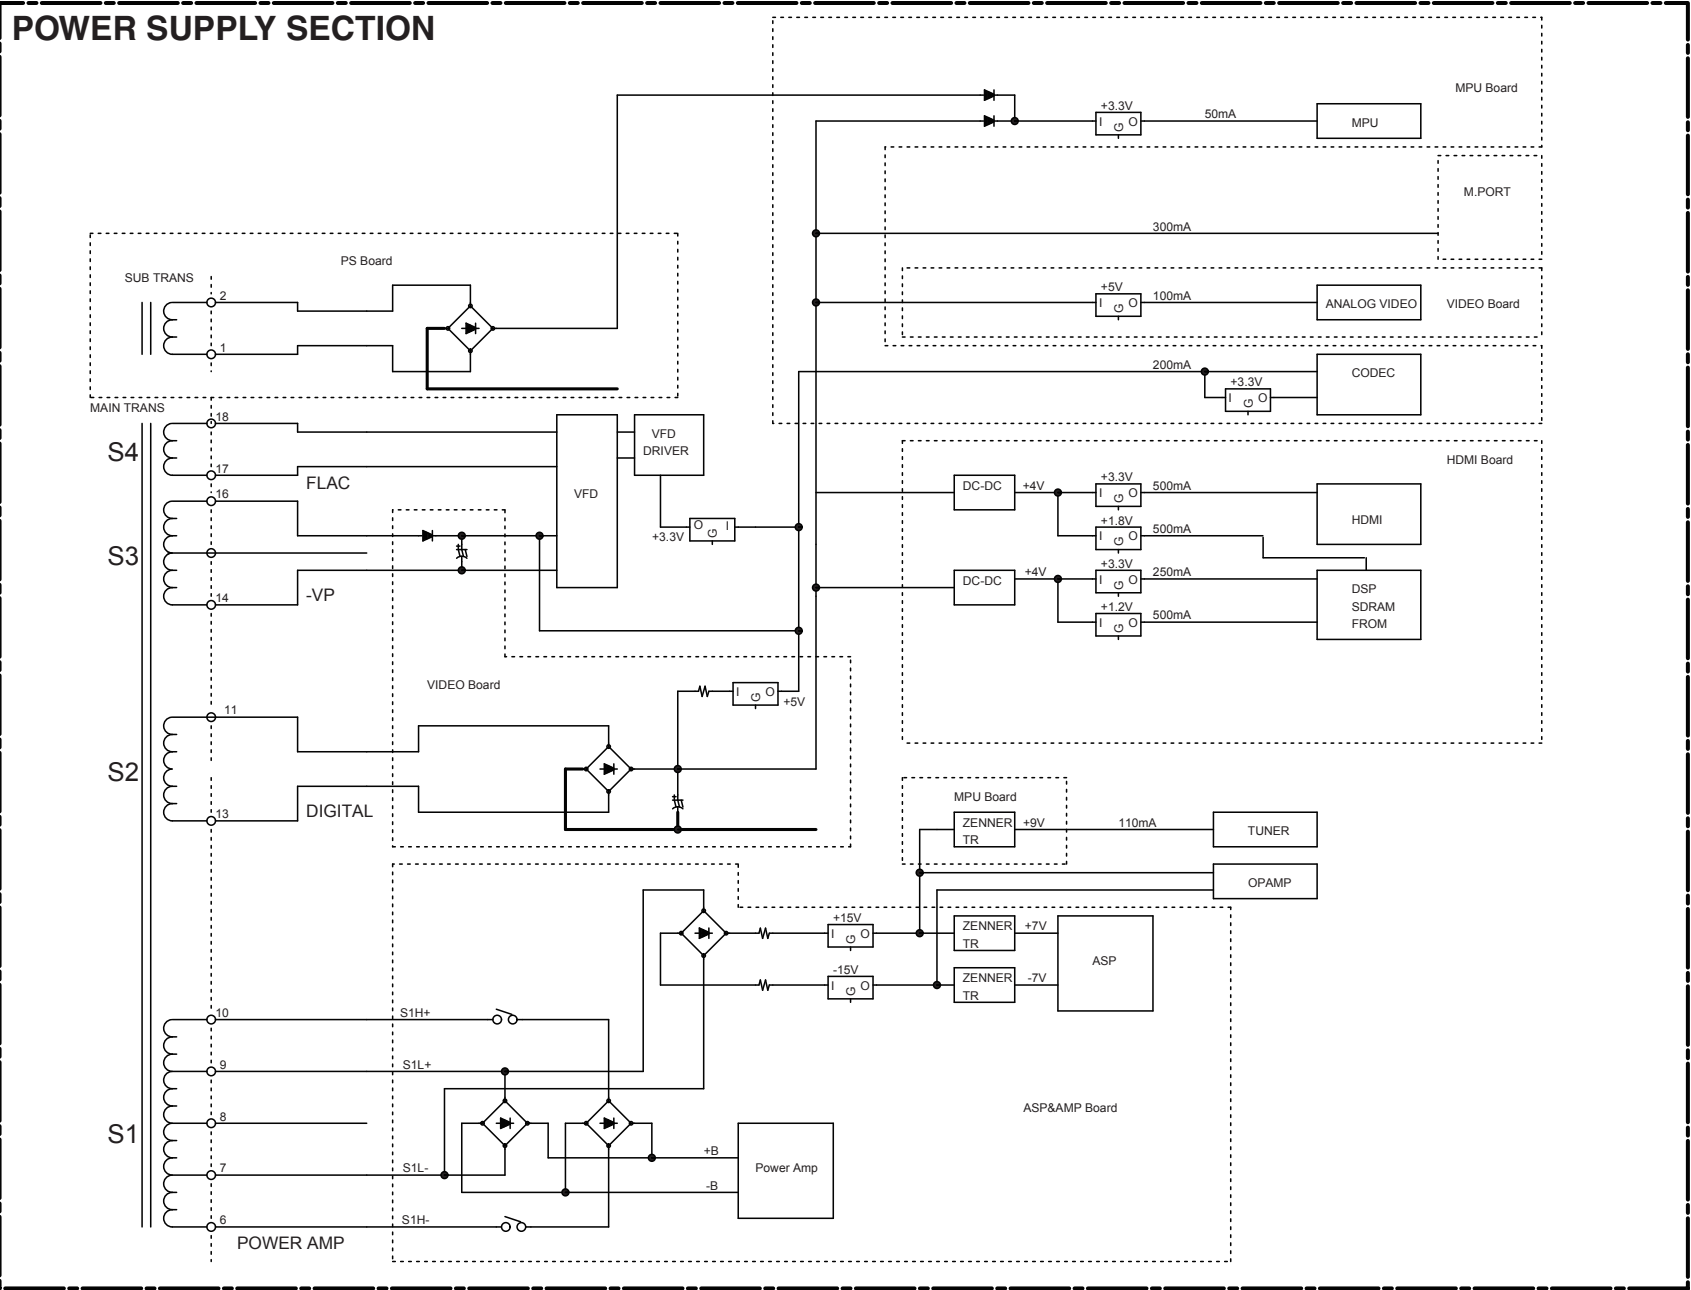 POWER SUPPLY SECTION
MPU Board
+3.3V
I G O
50mA
MPU
M.PORT
300mA
PS Board
SUB TRANS
2
1
+5V
I G O
100mA
ANALOG VIDEO
VIDEO Board
200mA
CODEC
+3.3V
I G O
MAIN TRANS
18
S4
17
FLAC
VFD
DRIVER
VFD
16
S3
14
-VP
O G I
+3.3V
HDMI Board
DC-DC
+4V
+3.3V
I G O
500mA
HDMI
+1.8V
I G O
500mA
DC-DC
+4V
+3.3V
I G O
250mA
DSP
SDRAM
FROM
+1.2V
I G O
500mA
VIDEO Board
I G O
+5V
11
S2
13
DIGITAL
MPU Board
ZENNER
TR
+9V
110mA
TUNER
OPAMP
+15V
I G O
ZENNER
TR
+7V
ASP
-15V
I G O
ZENNER
TR
-7V
10
S1H+
9
S1L+
8
S1
7
S1L-
6
S1H-
POWER AMP
ASP&AMP Board
+B
-B
Power Amp